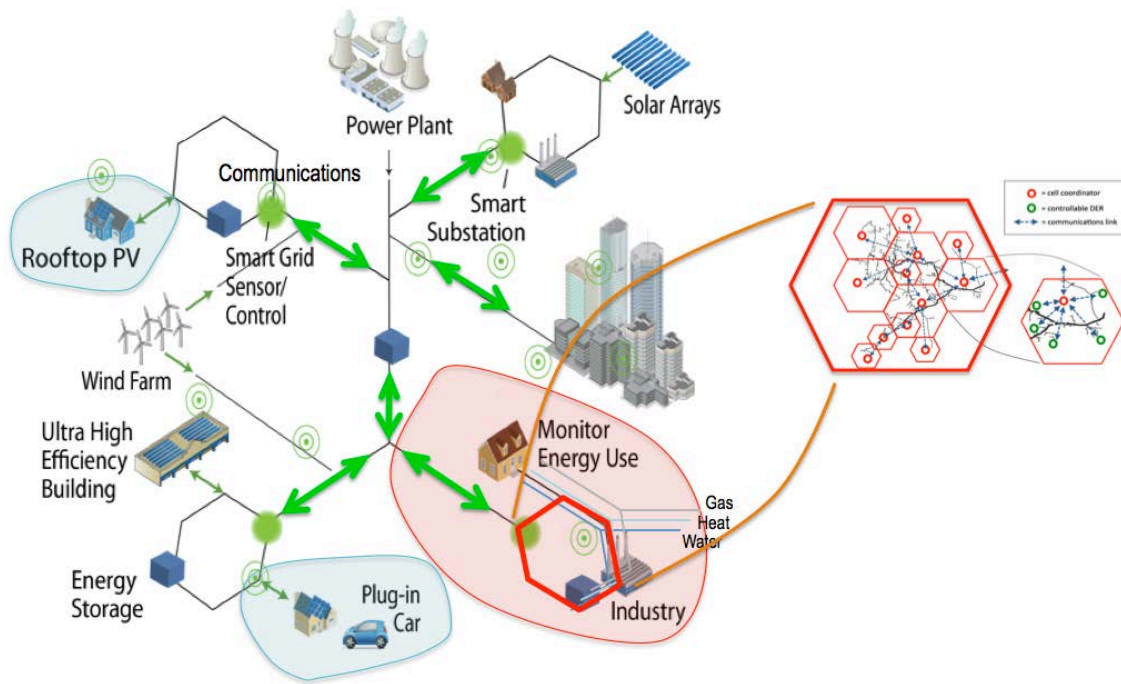 Power Plant
Solar Arrays
Communications
Smart
Substation
Rooftop PV
Smart Grid
Sensor/
Control
Wind Farm
Ultra High
Efficiency
Building
Monitor
Energy Use
Gas
Heat
Water
Industry
Energy
Storage
Plug-in
Car
= cell coordinator
= controllable DER
= communications link